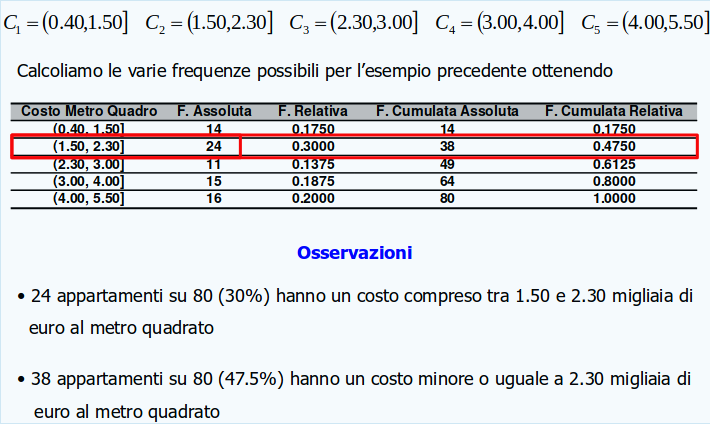 C1 = (0.40,1.50] C2 = (1.50,2.30] C3 = (2.30,3.00] C4 = (3.00,4.00] C5 = (4.00,5.50]
Calcoliamo le varie frequenze possibili per l'esempio precedente ottenendo
Costo Metro Quadro F. Assoluta F. Relativa F. Cumulata Assoluta F. Cumulata Relativa
(0.40, 1.50] 14 0.1750 14 0.1750
(1.50, 2.30] 24 0.3000 38 0.4750
(2.30, 3.00] 11 0.1375 49 0.6125
(3.00, 4.00] 15 0.1875 64 0.8000
(4.00, 5.50] 16 0.2000 80 1.0000
Osservazioni
• 24 appartamenti su 80 (30%) hanno un costo compreso tra 1.50 e 2.30 migliaia di
euro al metro quadrato
• 38 appartamenti su 80 (47.5%) hanno un costo minore o uguale a 2.30 migliaia di
euro al metro quadrato